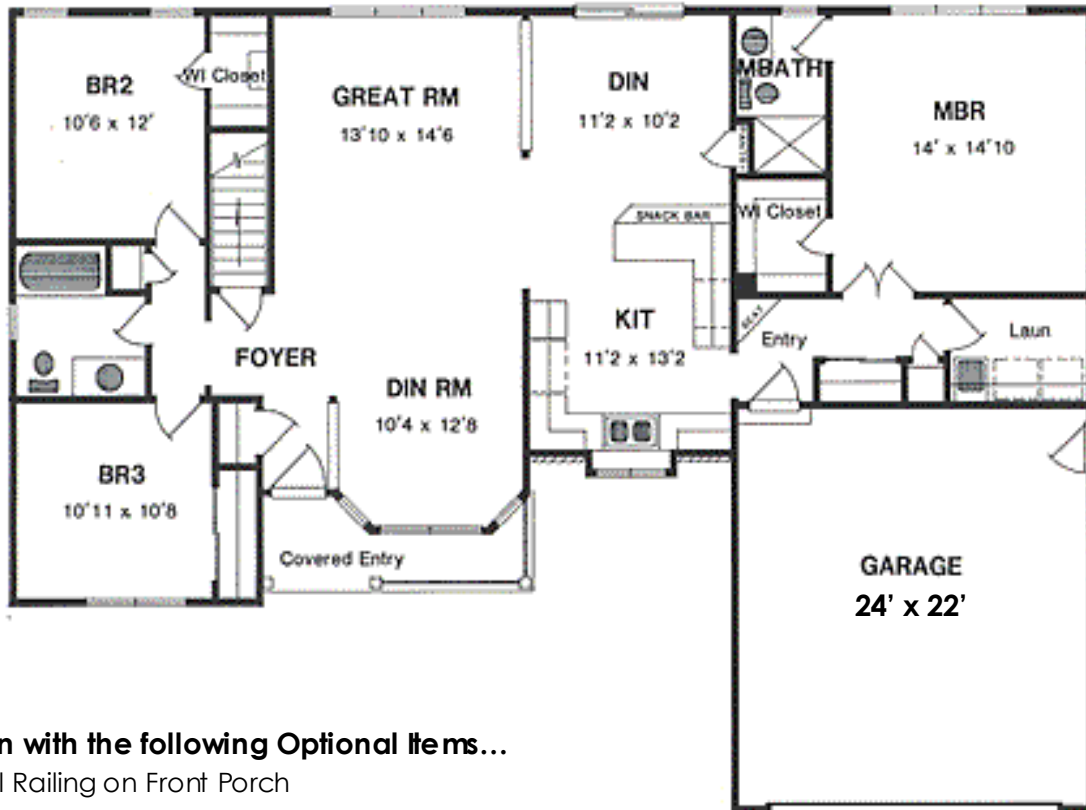 BR2
10'6 x 12'
WI Closet
GREAT RM
13'10 x 14'6
DIN
11'2 x 10'2
MBATH
MBR
14' x 14'10
SNACK BAR
WI Closet
KIT
11'2 x 13'2
SEAT
Entry
Laun
FOYER
DIN RM
10'4 x 12'8
BR3
10'11 x 10'8
Covered Entry
GARAGE
24’ x 22’
n with the following Optional Items…
Railing on Front Porch